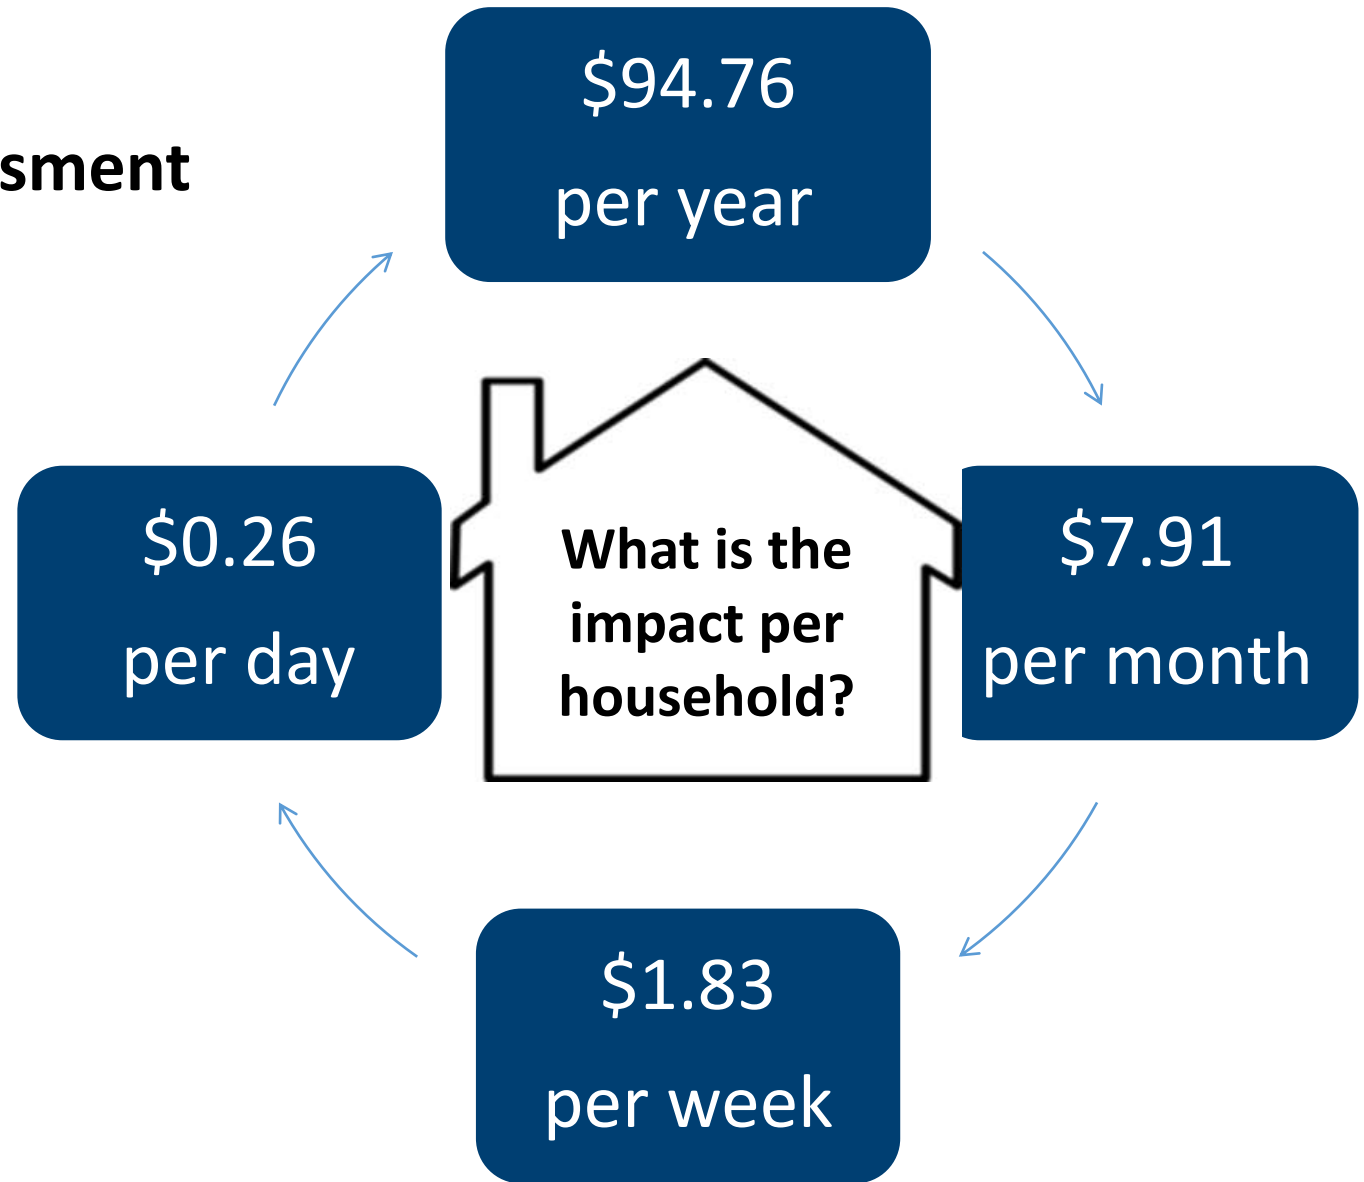 $94.76
per year
sment
$0.26
per day
What is the
impact per
household?
$7.91
per month
$1.83
per week